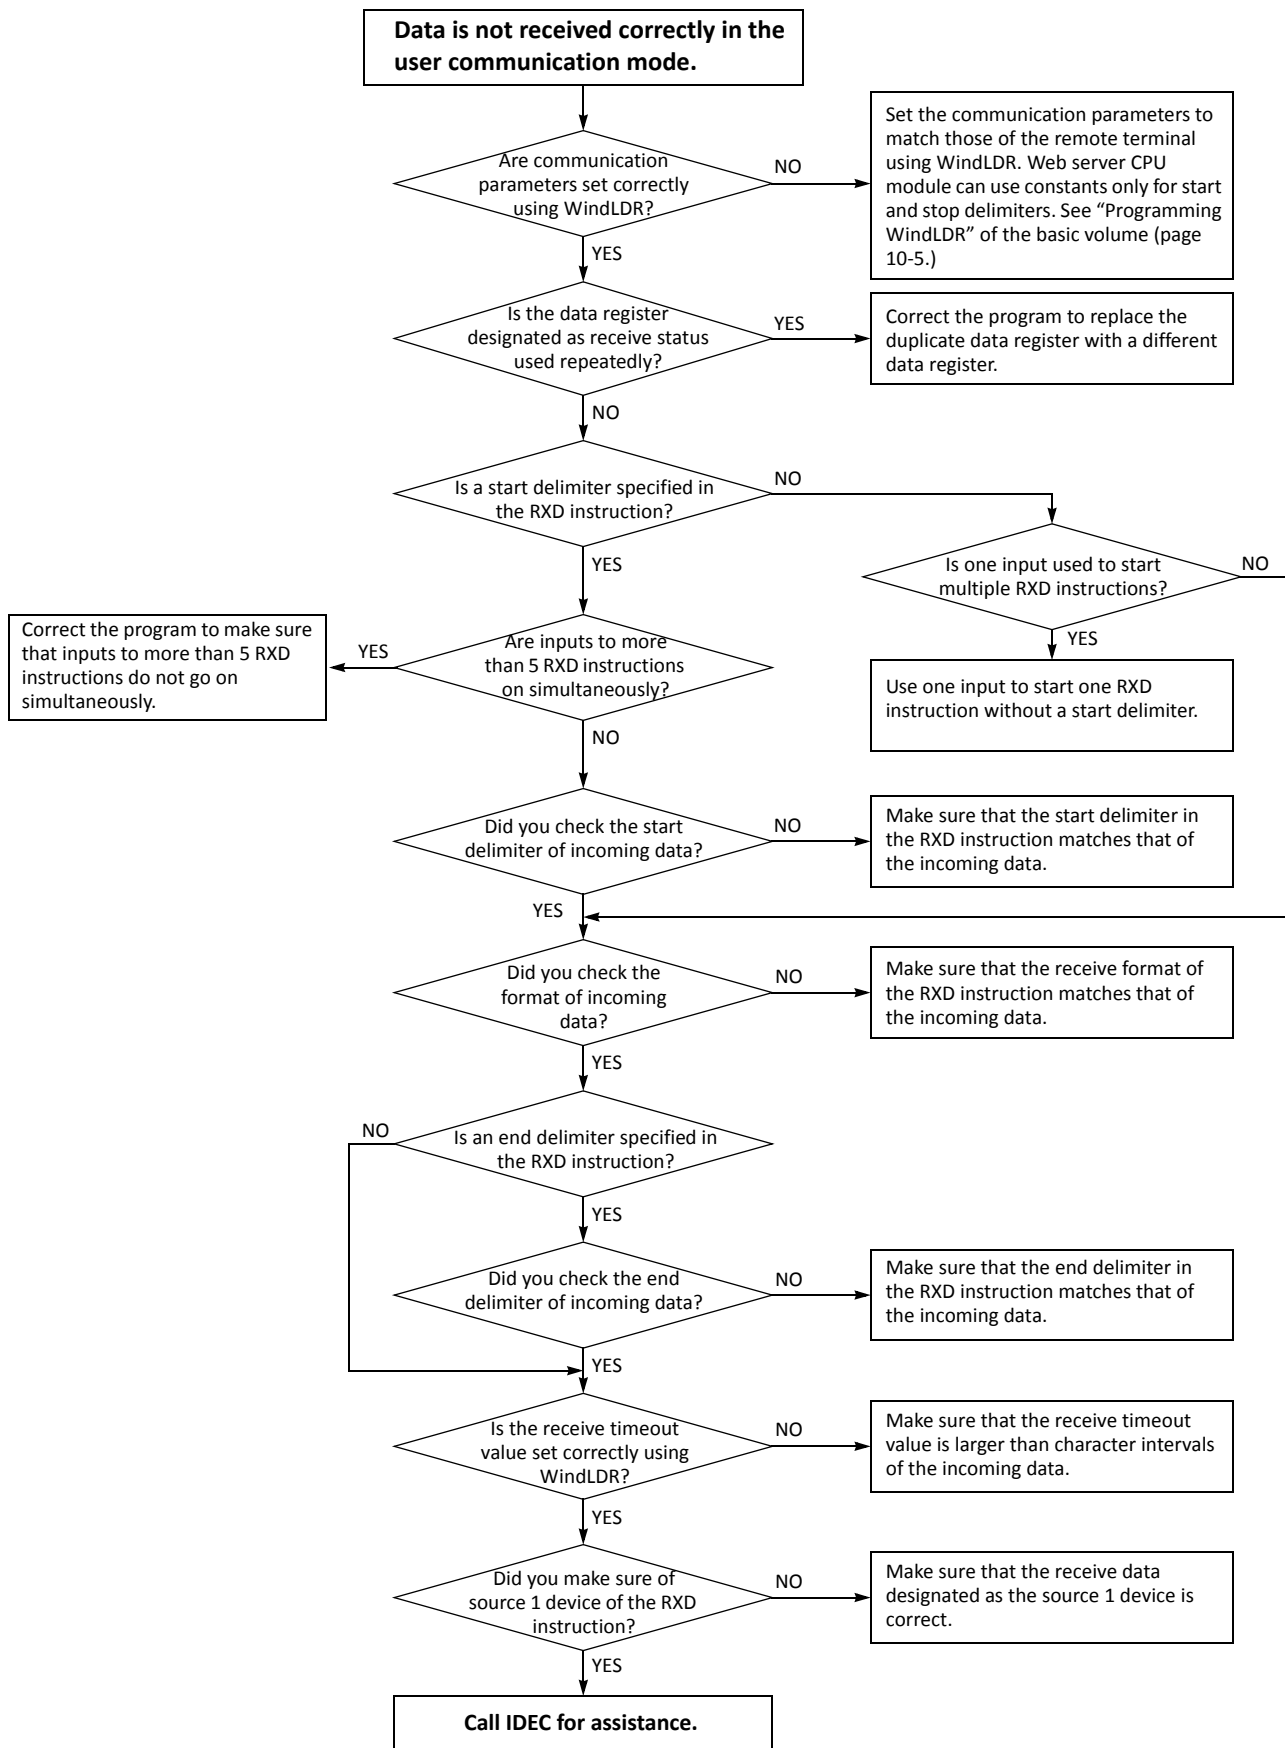 Data is not received correctly in the
user communication mode.
Are communication
parameters set correctly
using WindLDR?
NO
Set the communication parameters to
match those of the remote terminal
using WindLDR. Web server CPU
module can use constants only for start
and stop delimiters. See “Programming
WindLDR” of the basic volume (page
10-5.)
YES
Is the data register
designated as receive status
used repeatedly?
YES
Correct the program to replace the
duplicate data register with a different
data register.
NO
Is a start delimiter specified in
the RXD instruction?
NO
YES
Is one input used to start
multiple RXD instructions?
NO
YES
Use one input to start one RXD
instruction without a start delimiter.
Are inputs to more
than 5 RXD instructions
on simultaneously?
YES
Correct the program to make sure
that inputs to more than 5 RXD
instructions do not go on
simultaneously.
NO
Did you check the start
delimiter of incoming data?
NO
Make sure that the start delimiter in
the RXD instruction matches that of
the incoming data.
YES
Did you check the
format of incoming
data?
NO
Make sure that the receive format of
the RXD instruction matches that of
the incoming data.
YES
Is an end delimiter specified in
the RXD instruction?
NO
YES
Did you check the end
delimiter of incoming data?
NO
Make sure that the end delimiter in
the RXD instruction matches that of
the incoming data.
YES
Is the receive timeout
value set correctly using
WindLDR?
NO
Make sure that the receive timeout
value is larger than character intervals
of the incoming data.
YES
Did you make sure of
source 1 device of the RXD
instruction?
NO
Make sure that the receive data
designated as the source 1 device is
correct.
YES
Call IDEC for assistance.